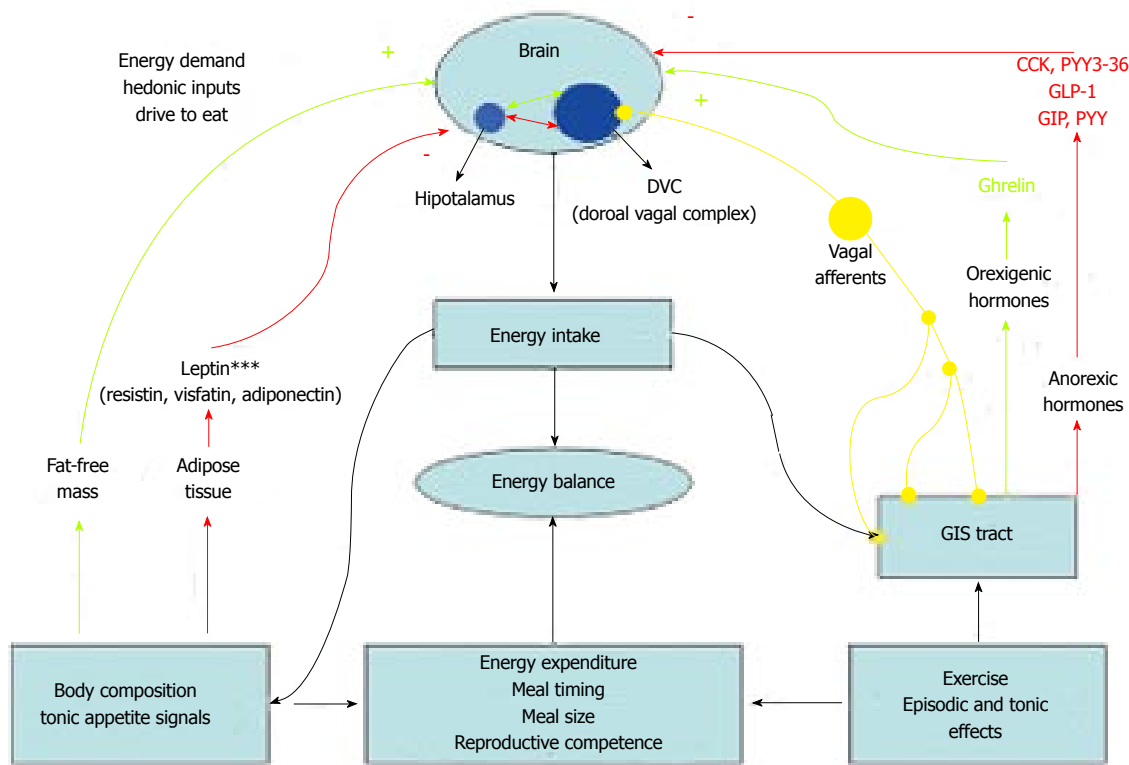 -
Brain
+
Energy demand
hedonic inputs
drive to eat
CCK, PYY3-36
GLP-1
GIP, PYY
+
-
Hipotalamus
DVC
(doroal vagal complex)
Ghrelin
Vagal
afferents
Orexigenic
hormones
Energy intake
Leptin***
(resistin, visfatin, adiponectin)
Anorexic
hormones
Fat-free
mass
Adipose
tissue
Energy balance
GIS tract
Body composition
tonic appetite signals
Energy expenditure
Meal timing
Meal size
Reproductive competence
Exercise
Episodic and tonic
effects